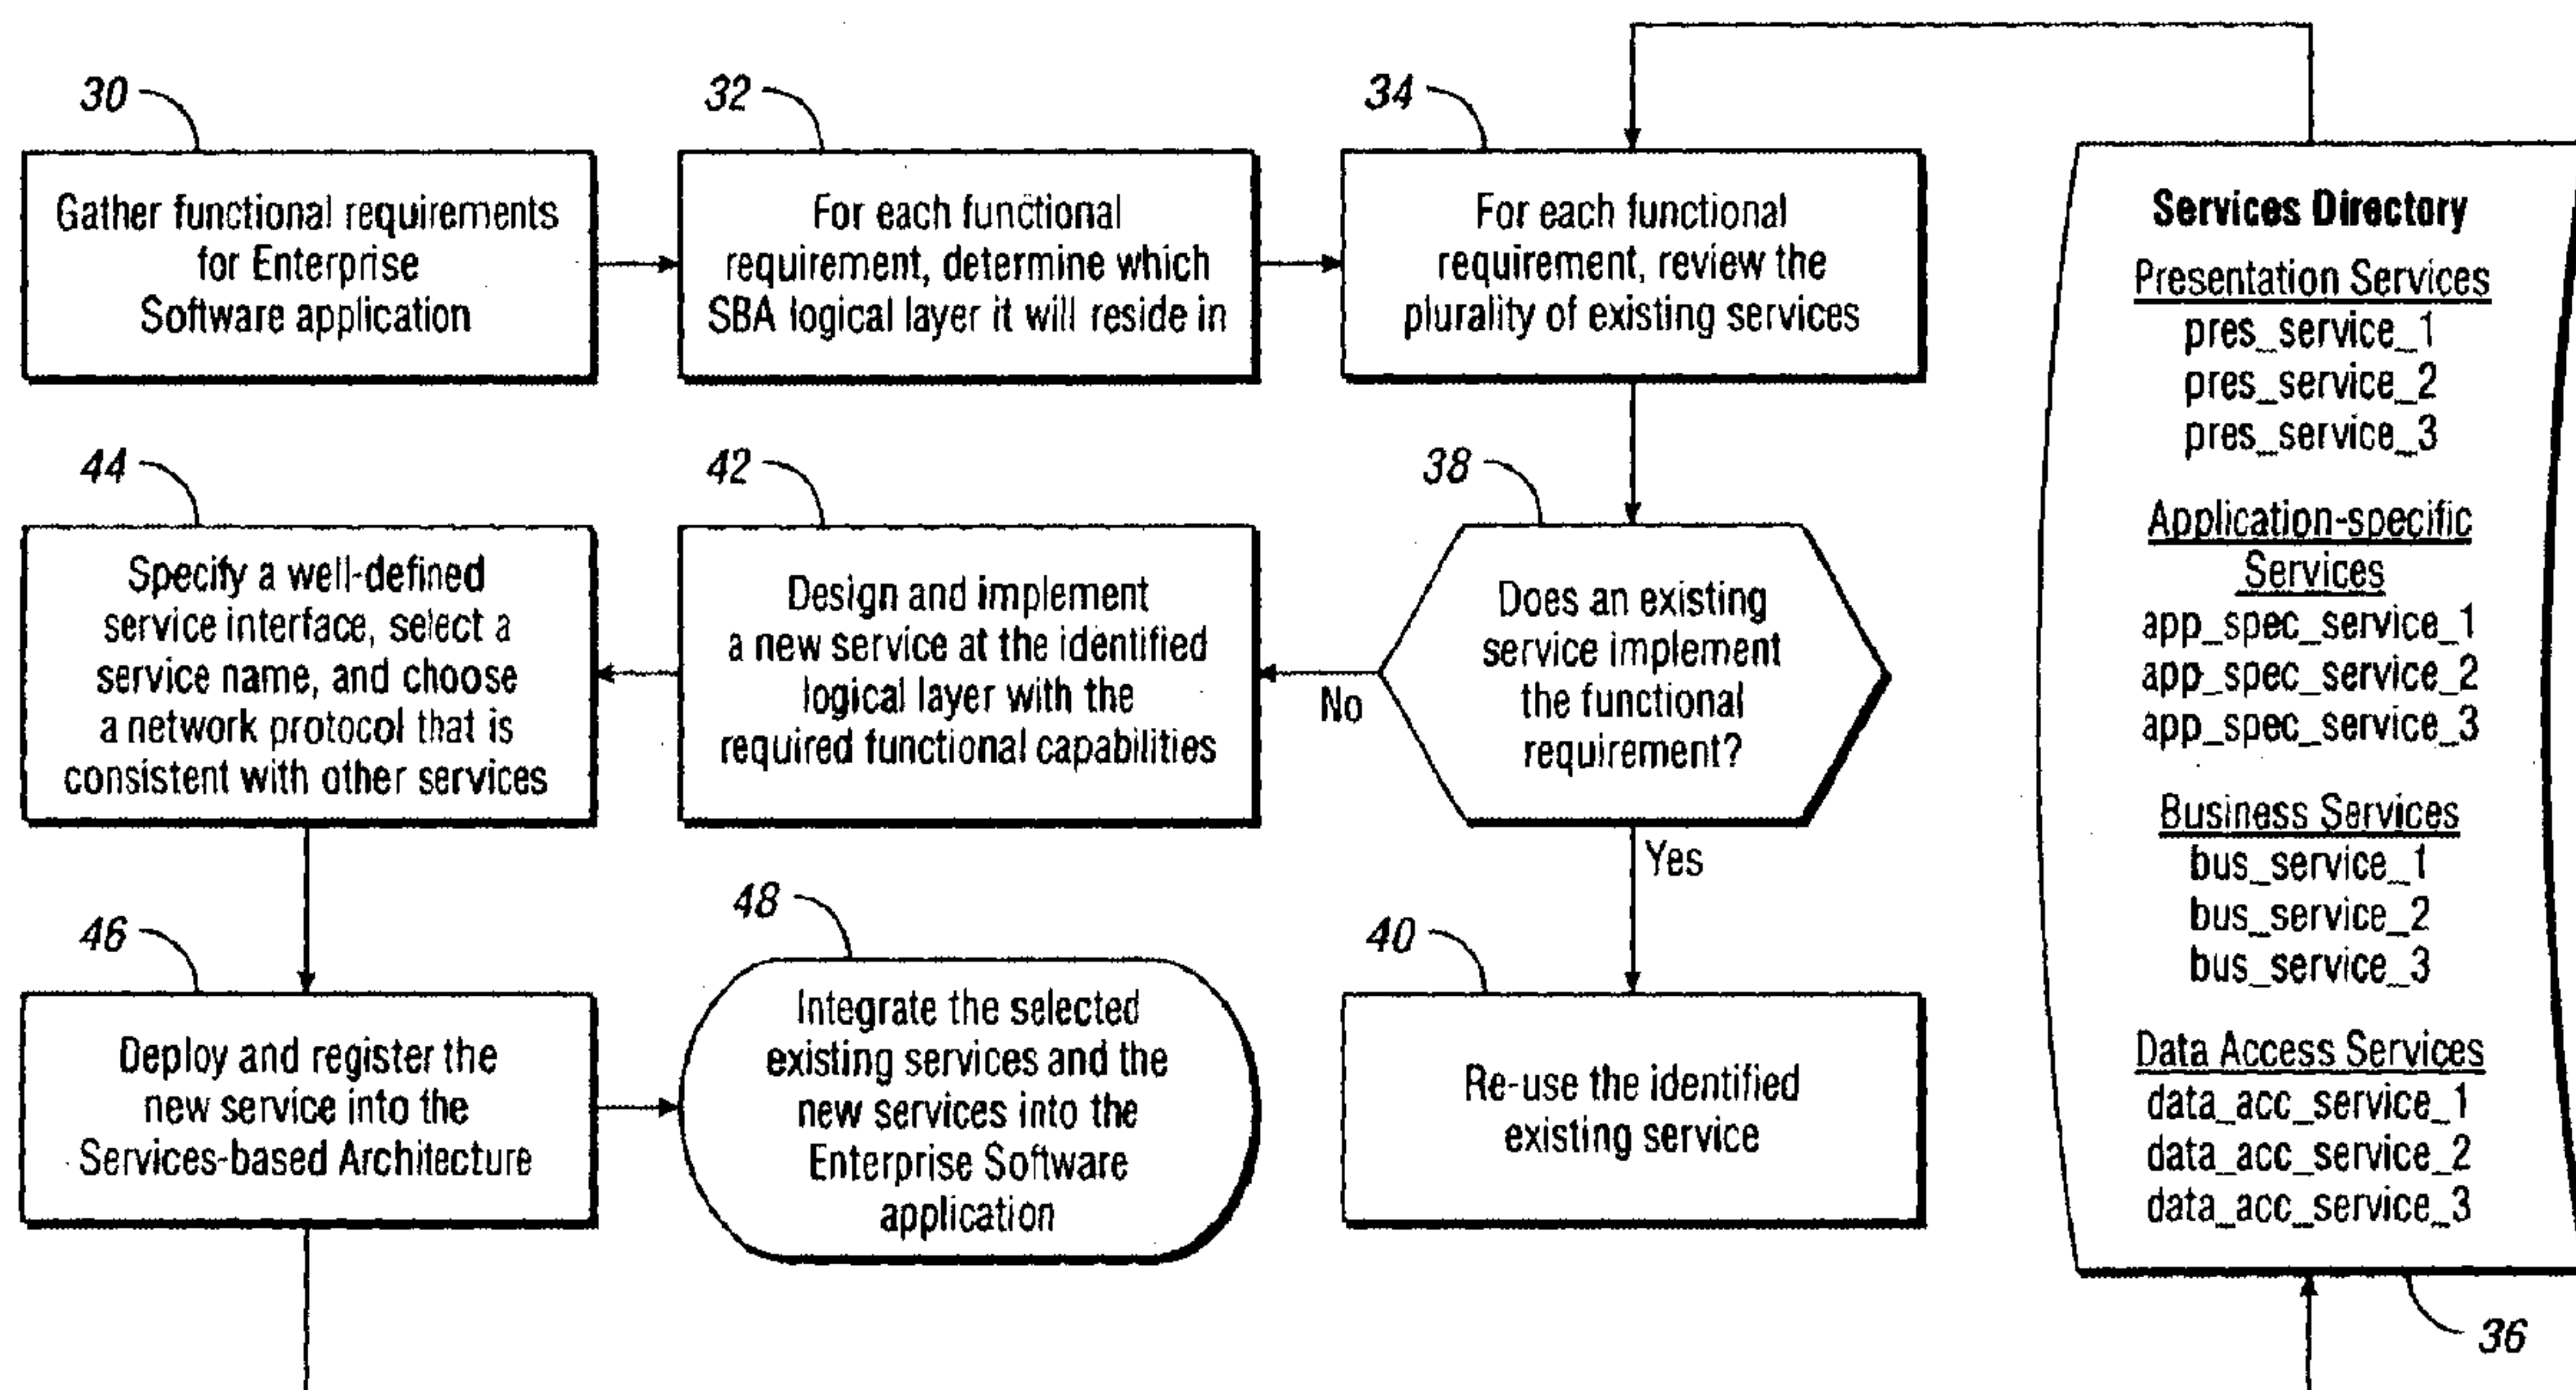 30
Gather functional requirements
for Enterprise
Software application
32
For each functional
requirement, determine which
SBA logical layer it will reside in
34
For each functional
requirement, review the
plurality of existing services
44
Specify a well-defined
service interface, select a
service name, and choose
a network protocol that is
consistent with other services
42
Design and implement
a new service at the identified
logical layer with the
required functional capabilities
38
Does an existing
service implement
the functional
requirement?
No
Yes
46
Deploy and register the
new service into the
Services-based Architecture
48
Integrate the selected
existing services and the
new services into the
Enterprise Software
application
40
Re-use the identified
existing service
Services Directory
Presentation Services
pres_service_1
pres_service_2
pres_service_3
Application-specific
Services
app_spec_service_1
app_spec_service_2
app_spec_service_3
Business Services
bus_service_1
bus_service_2
bus_service_3
Data Access Services
data_acc_service_1
data_acc_service_2
data_acc_service_3
36